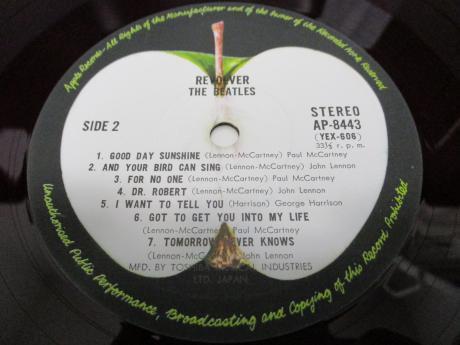 Apple Records - All Rights of the Manufacturer and of the Owner of the Recorded Work Reserved
REVOLVER
THE BEATLES
SIDE 2
STEREO
AP-8443
(YEX-606)
33⅓ r. p. m.
1. GOOD DAY SUNSHINE (Lennon-McCartney) Paul McCartney
2. AND YOUR BIRD CAN SING (Lennon-McCartney) John Lennon
3. FOR NO ONE (Lennon-McCartney) Paul McCartney
4. DR. ROBERT (Lennon-McCartney) John Lennon
5. I WANT TO TELL YOU (Harrison) George Harrison
6. GOT TO GET YOU INTO MY LIFE
(Lennon-McCartney) Paul McCartney
7. TOMORROW NEVER KNOWS
(Lennon-McCartney) John Lennon
MFD. BY TOSHIBA MUSICAL INDUSTRIES
LTD. JAPAN
Unauthorised Public Performance, Broadcasting and Copying of this Record Prohibited